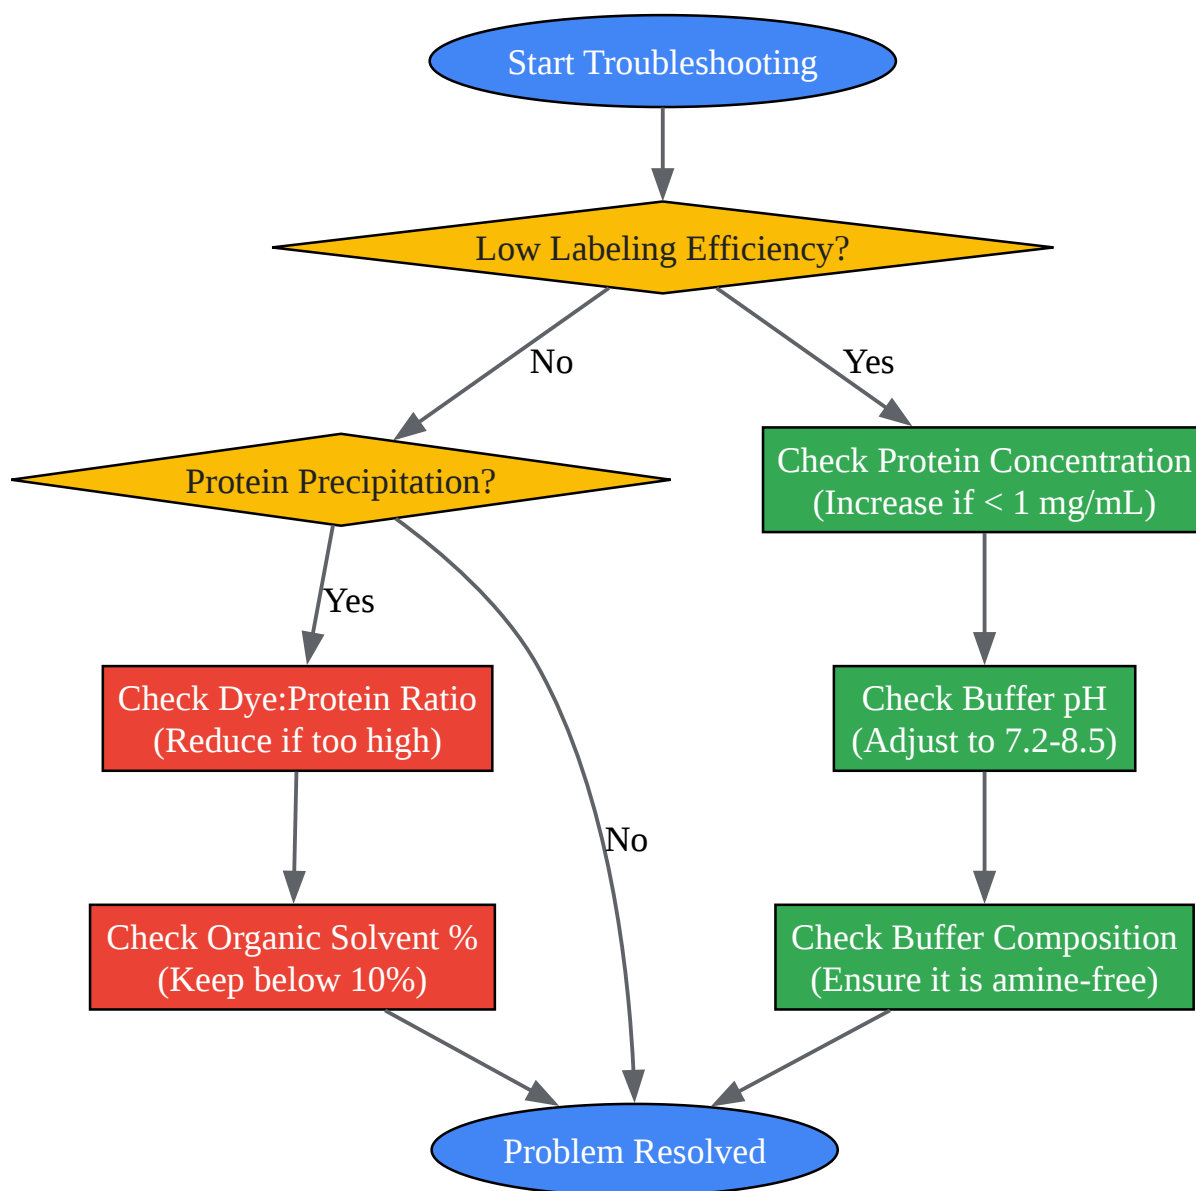 Start Troubleshooting
Low Labeling Efficiency?
No
Yes
Protein Precipitation?
Check Protein Concentration
(Increase if < 1 mg/mL)
Yes
Check Dye:Protein Ratio
(Reduce if too high)
Check Buffer pH
(Adjust to 7.2-8.5)
No
Check Organic Solvent %
(Keep below 10%)
Check Buffer Composition
(Ensure it is amine-free)
Problem Resolved